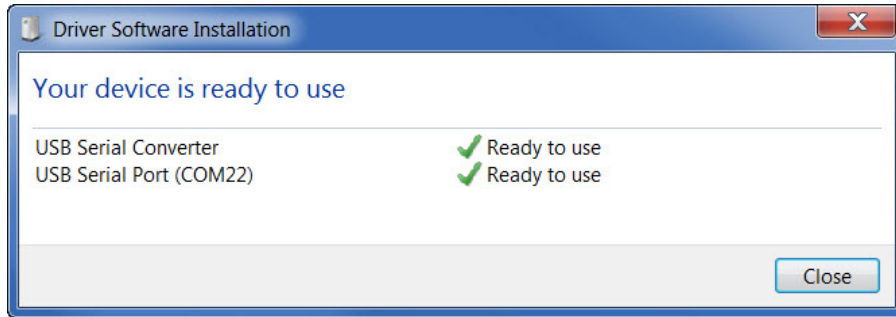 Driver Software Installation
Your device is ready to use
USB Serial Converter Ready to use
USB Serial Port (COM22) Ready to use
Close